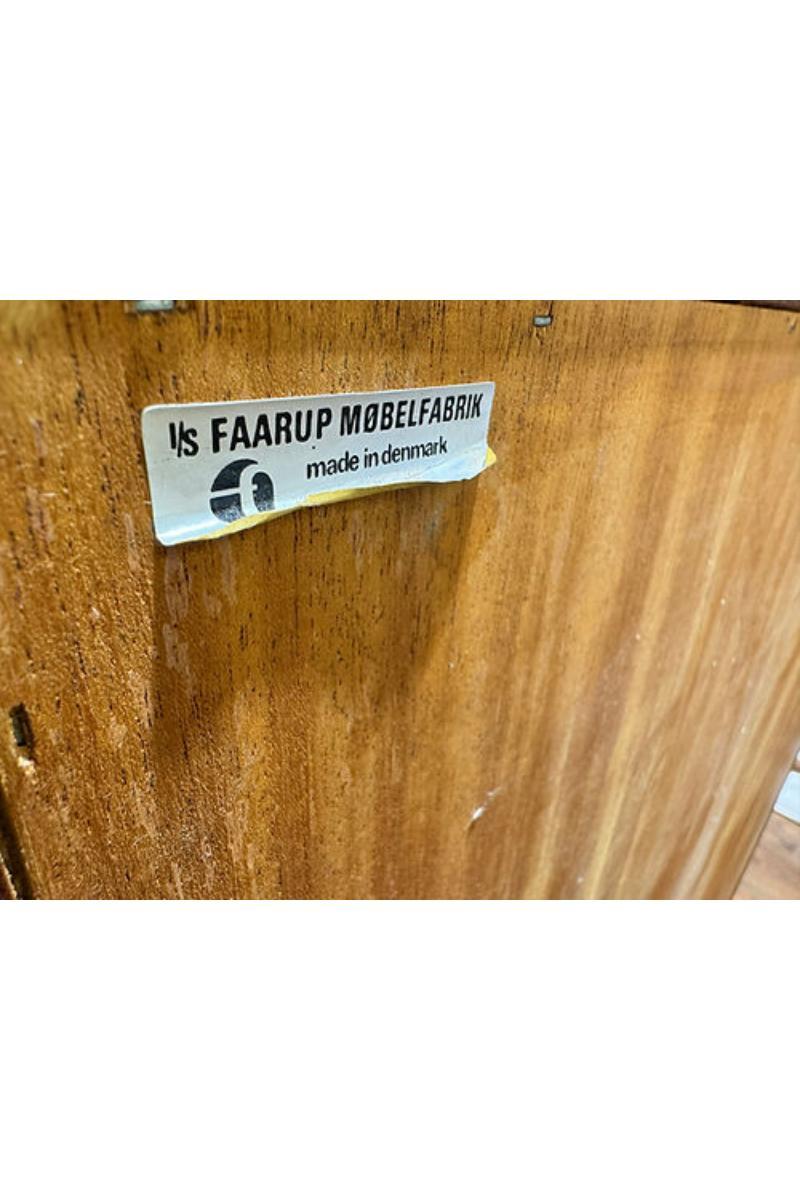 I/S FAARUP MØBELFABRIK
made in denmark
f